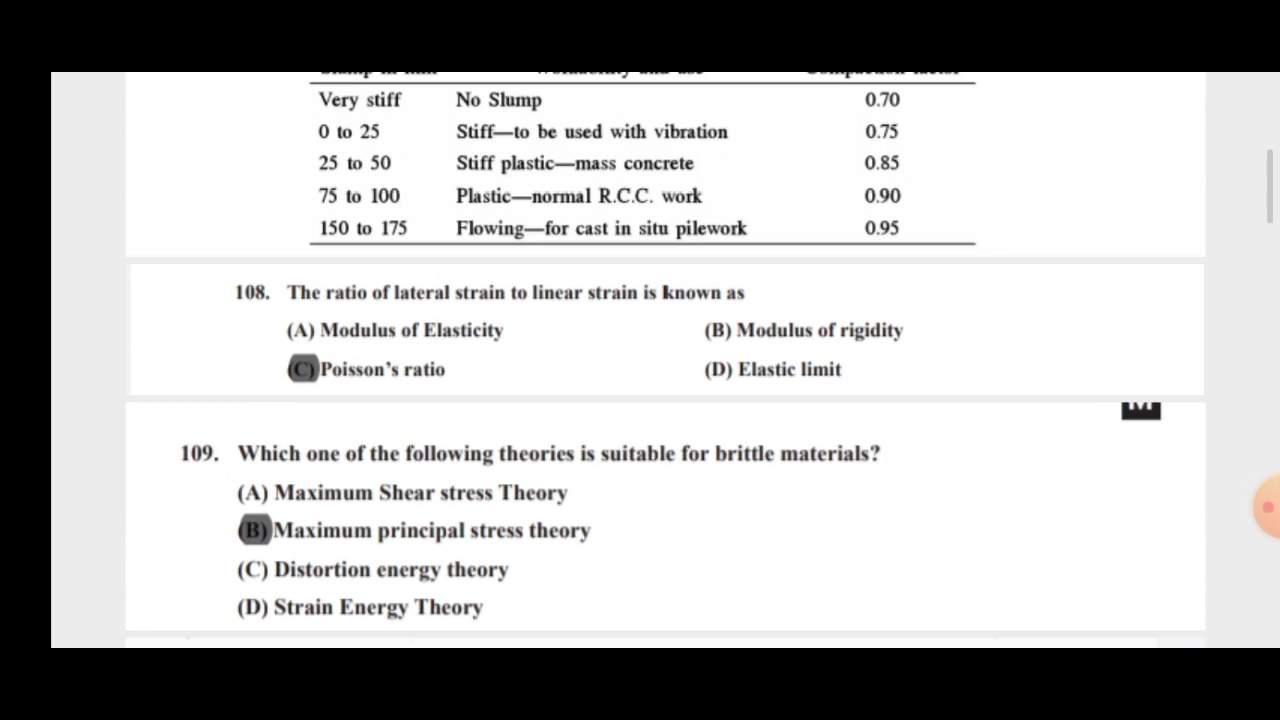 Very stiff No Slump 0.70
0 to 25 Stiff—to be used with vibration 0.75
25 to 50 Stiff plastic—mass concrete 0.85
75 to 100 Plastic—normal R.C.C. work 0.90
150 to 175 Flowing—for cast in situ pilework 0.95
108. The ratio of lateral strain to linear strain is known as
(A) Modulus of Elasticity (B) Modulus of rigidity
(C) Poisson’s ratio (D) Elastic limit
109. Which one of the following theories is suitable for brittle materials?
(A) Maximum Shear stress Theory
(B) Maximum principal stress theory
(C) Distortion energy theory
(D) Strain Energy Theory